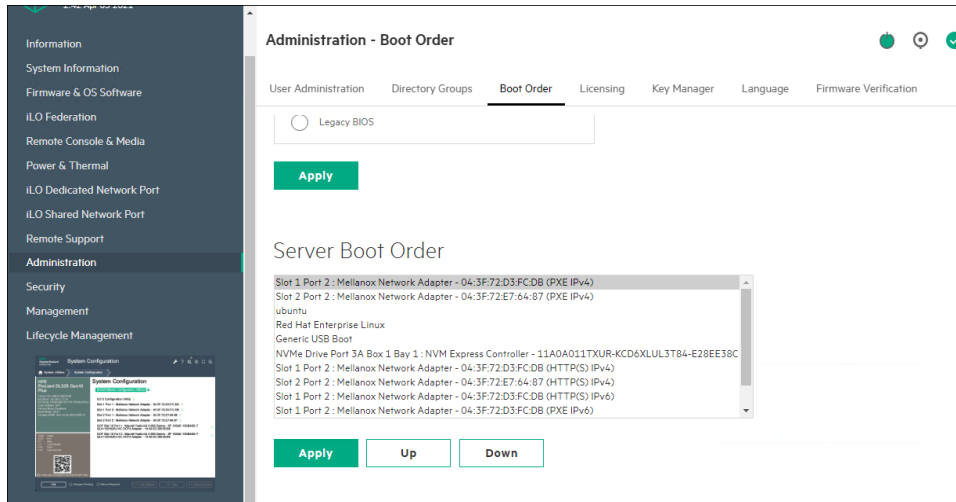 2:42 Apr 03 2021
Information
System Information
Firmware & OS Software
iLO Federation
Remote Console & Media
Power & Thermal
iLO Dedicated Network Port
iLO Shared Network Port
Remote Support
Administration
Security
Management
Lifecycle Management
System Configuration
System Configuration
Administration - Boot Order
User Administration
Directory Groups
Boot Order
Licensing
Key Manager
Language
Firmware Verification
Legacy BIOS
Apply
Server Boot Order
Slot 1 Port 2 : Mellanox Network Adapter - 04:3F:72:D3:FC:DB (PXE IPv4)
Slot 2 Port 2 : Mellanox Network Adapter - 04:3F:72:E7:64:87 (PXE IPv4)
ubuntu
Red Hat Enterprise Linux
Generic USB Boot
NVMe Drive Port 3A Box 1 Bay 1 : NVM Express Controller - 11A0A011TXUR-KCD6XLUL3T84-E28EE38C
Slot 1 Port 2 : Mellanox Network Adapter - 04:3F:72:D3:FC:DB (HTTP(S) IPv4)
Slot 2 Port 2 : Mellanox Network Adapter - 04:3F:72:E7:64:87 (HTTP(S) IPv4)
Slot 1 Port 2 : Mellanox Network Adapter - 04:3F:72:D3:FC:DB (HTTP(S) IPv6)
Slot 1 Port 2 : Mellanox Network Adapter - 04:3F:72:D3:FC:DB (PXE IPv6)
Apply
Up
Down